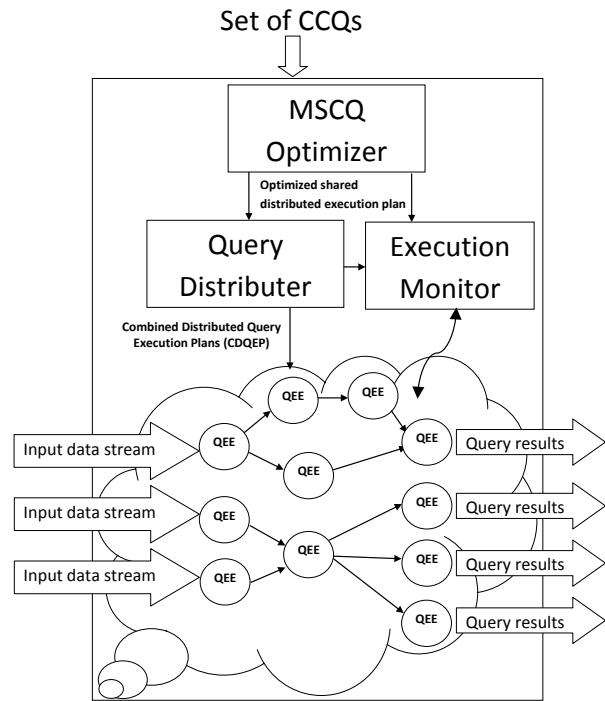 Set of CCQs
MSCQ
Optimizer
Optimized shared
distributed execution plan
Query
Distributer
Execution
Monitor
Combined Distributed Query
Execution Plans (CDQEP)
QEE
QEE
Input data stream
QEE
QEE
Query results
QEE
Input data stream
QEE
QEE
Query results
QEE
Input data stream
QEE
QEE
Query results
QEE
Query results